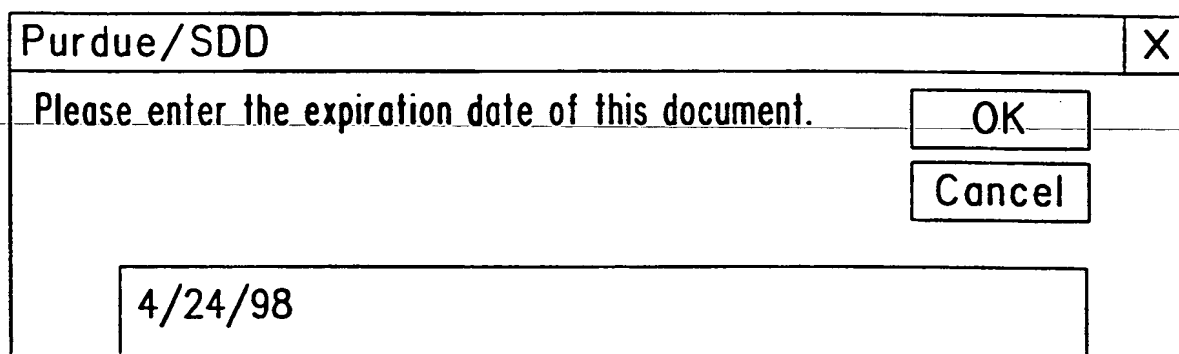 Purdue/SDD X
Please enter the expiration date of this document. OK
Cancel
4/24/98